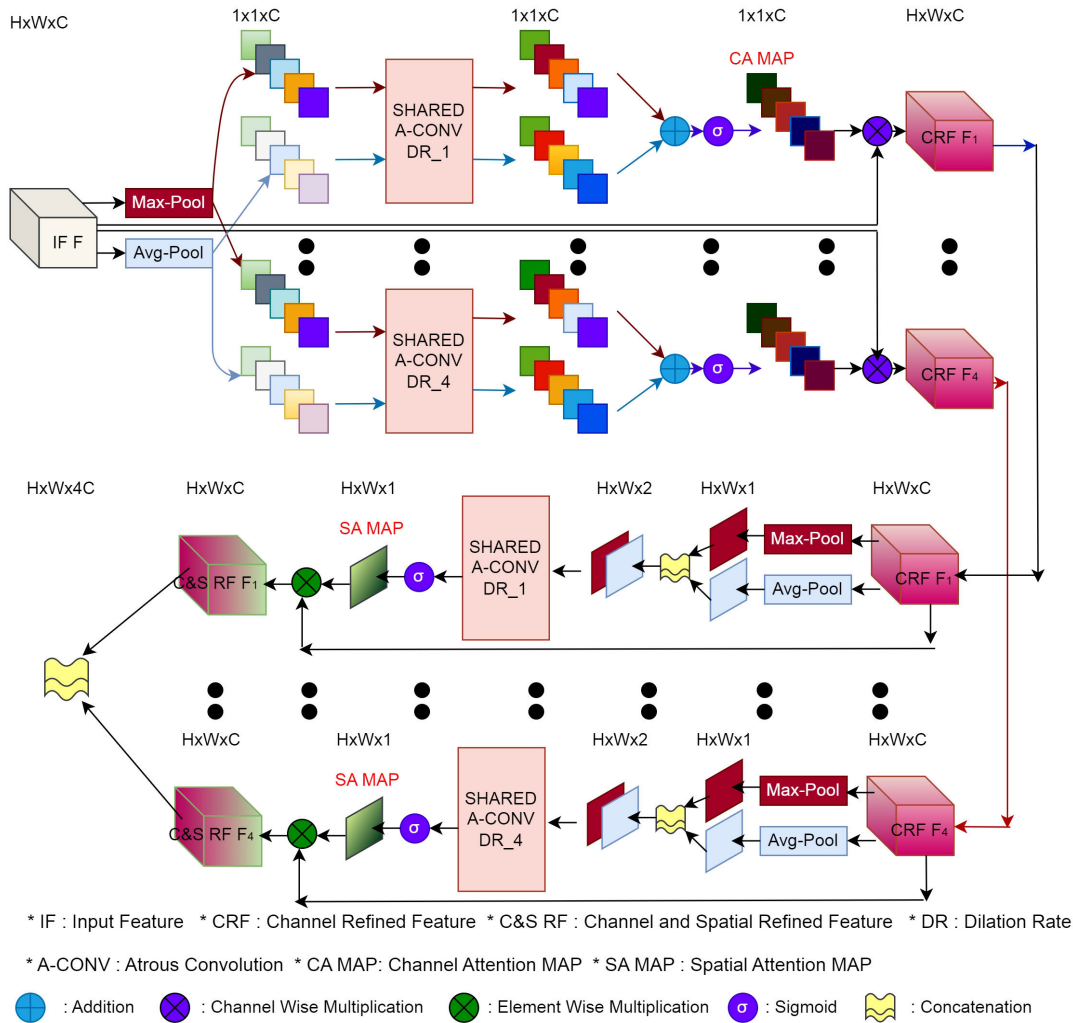 HxWxC 1x1xC 1x1xC 1x1xC HxWxC
CA MAP
SHARED
A-CONV
DR_1
σ
CRF F1
Max-Pool
IF F
Avg-Pool
SHARED
A-CONV
DR_4
σ
CRF F4
HxWx4C HxWxC HxWx1 HxWx2 HxWx1 HxWxC
SA MAP
C&S RF F1
σ
SHARED
A-CONV
DR_1
Max-Pool
Avg-Pool
CRF F1
HxWxC HxWx1 HxWx2 HxWx1 HxWxC
SA MAP
C&S RF F4
σ
SHARED
A-CONV
DR_4
Max-Pool
Avg-Pool
CRF F4
* IF : Input Feature * CRF : Channel Refined Feature * C&S RF : Channel and Spatial Refined Feature * DR : Dilation Rate
* A-CONV : Atrous Convolution * CA MAP: Channel Attention MAP * SA MAP : Spatial Attention MAP
: Addition : Channel Wise Multiplication : Element Wise Multiplication σ : Sigmoid : Concatenation